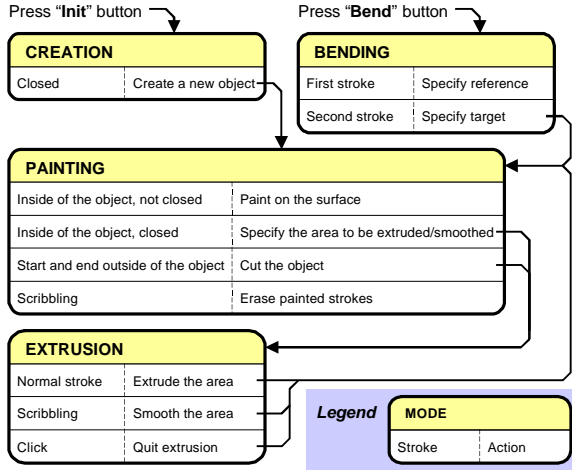 Press “Init” button
Press “Bend” button
CREATION
Closed Create a new object
BENDING
First stroke Specify reference
Second stroke Specify target
PAINTING
Inside of the object, not closed Paint on the surface
Inside of the object, closed Specify the area to be extruded/smoothed
Start and end outside of the object Cut the object
Scribbling Erase painted strokes
EXTRUSION
Normal stroke Extrude the area
Scribbling Smooth the area
Click Quit extrusion
Legend
MODE
Stroke Action